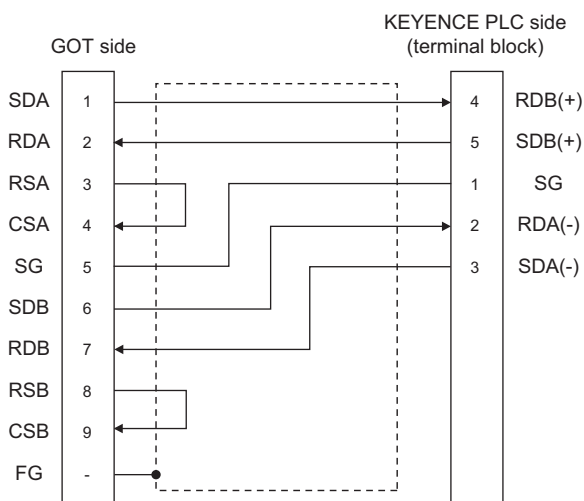 KEYENCE PLC side
(terminal block)
GOT side
SDA 1 4 RDB(+)
RDA 2 5 SDB(+)
RSA 3 1 SG
CSA 4 2 RDA(-)
SG 5 3 SDA(-)
SDB 6
RDB 7
RSB 8
CSB 9
FG -